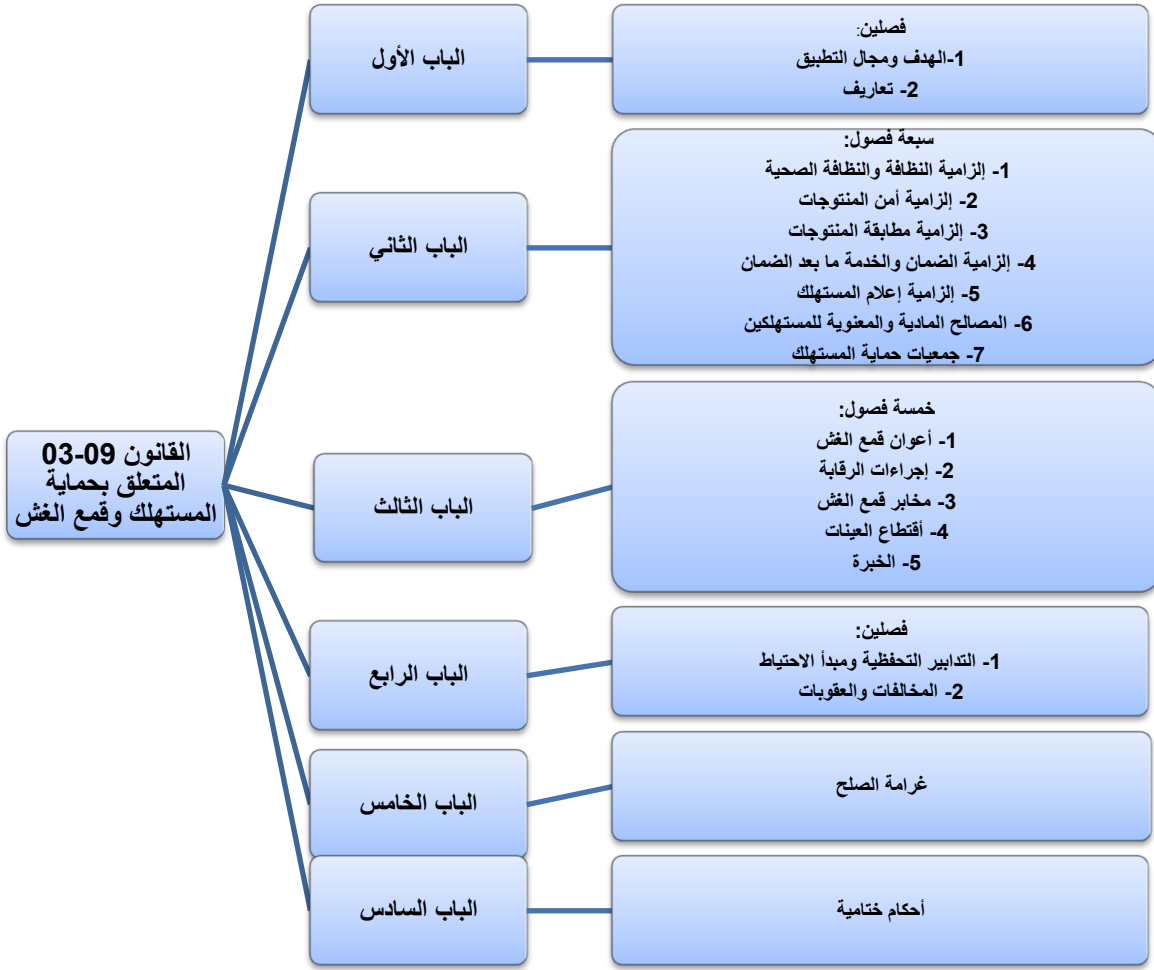 القانون 09-03
المتعلق بحماية
المستهلك وقمع الغش
الباب الأول
فصلين:
1-الهدف ومجال التطبيق
2- تعاريف
الباب الثاني
سبعة فصول:
1- إلزامية النظافة والنظافة الصحية
2- إلزامية أمن المنتوجات
3- إلزامية مطابقة المنتوجات
4- إلزامية الضمان والخدمة ما بعد الضمان
5- إلزامية إعلام المستهلك
6- المصالح المادية والمعنوية للمستهلكين
7- جمعيات حماية المستهلك
الباب الثالث
خمسة فصول:
1- أعوان قمع الغش
2- إجراءات الرقابة
3- مخابر قمع الغش
4- أقتطاع العينات
5- الخبرة
الباب الرابع
فصلين:
1- التدابير التحفظية ومبدأ الاحتياط
2- المخالفات والعقوبات
الباب الخامس
غرامة الصلح
الباب السادس
أحكام ختامية